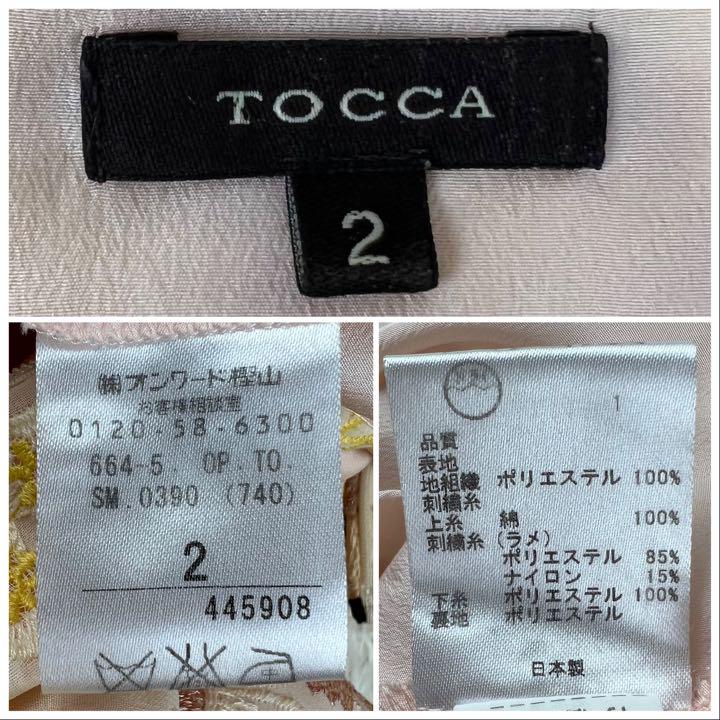 TOCCA
2
㈱オンワード樫山
お客様相談室
0120-58-6300
664-5 OP.TO.
SM.0390 (740)
2
445908
1
品質
表地
地組織 ポリエステル 100%
刺繍糸
上糸 綿 100%
刺繍糸(ラメ)
ポリエステル 85%
ナイロン 15%
下糸 ポリエステル 100%
裏地 ポリエステル
日本製